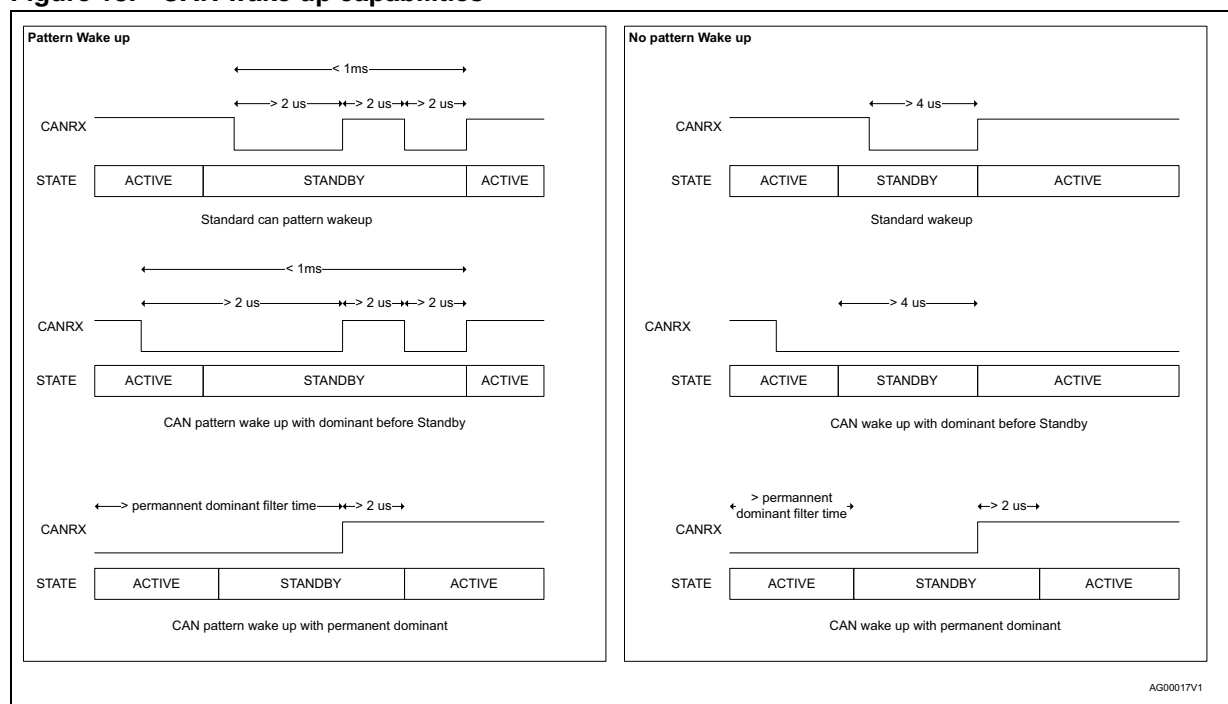 Pattern Wake up
< 1ms
> 2 us > 2 us > 2 us
CANRX
STATE ACTIVE STANDBY ACTIVE
Standard can pattern wakeup
< 1ms
> 2 us > 2 us > 2 us
CANRX
STATE ACTIVE STANDBY ACTIVE
CAN pattern wake up with dominant before Standby
> permannent dominant filter time > 2 us
CANRX
STATE ACTIVE STANDBY ACTIVE
CAN pattern wake up with permanent dominant
No pattern Wake up
> 4 us
CANRX
STATE ACTIVE STANDBY ACTIVE
Standard wakeup
> 4 us
CANRX
STATE ACTIVE STANDBY ACTIVE
CAN wake up with dominant before Standby
> permannent
dominant filter time > 2 us
CANRX
STATE ACTIVE STANDBY ACTIVE
CAN wake up with permanent dominant
AG00017V1